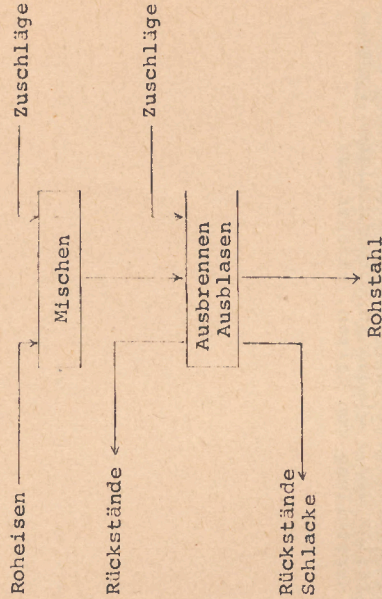 Roheisen
Zuschläge
Mischen
Rückstände
Zuschläge
Ausbrennen
Ausblasen
Rückstände
Schlacke
Rohstahl